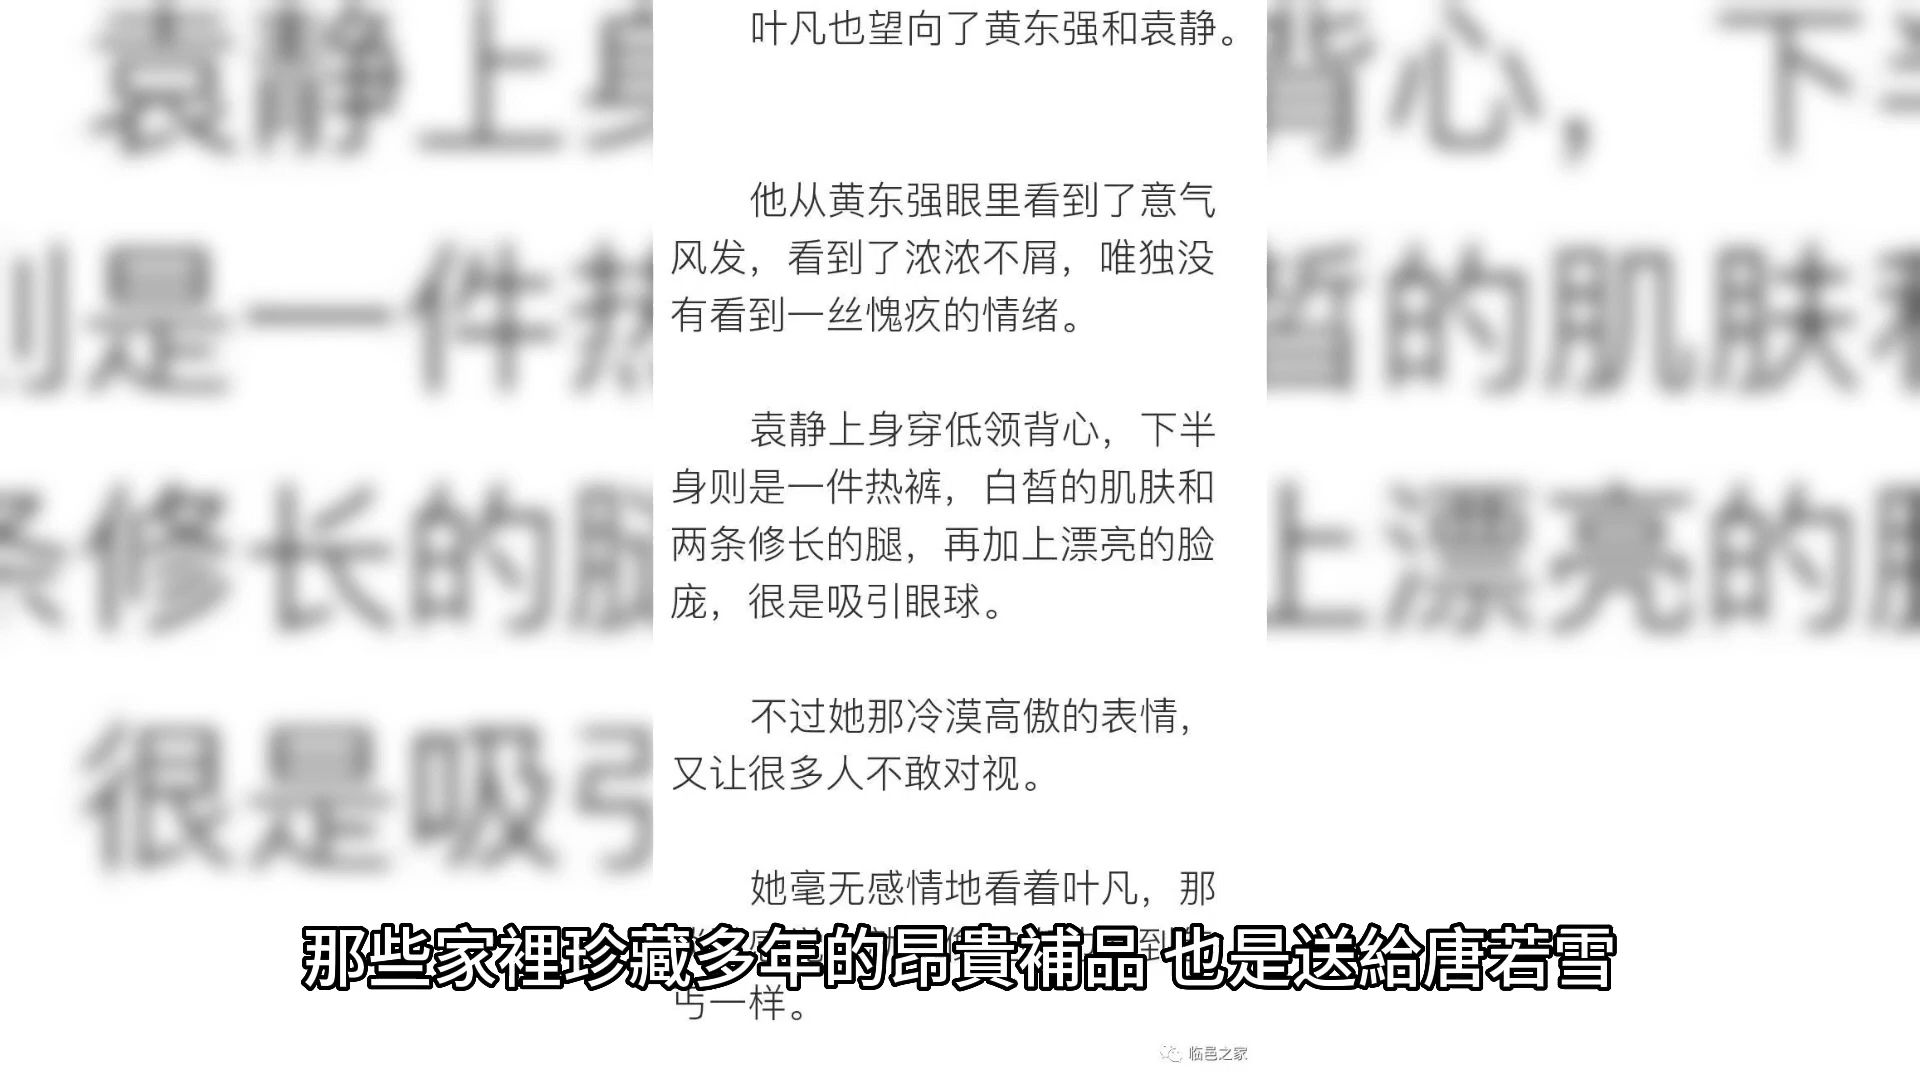 叶凡也望向了黄东强和袁静。
他从黄东强眼里看到了意气
风发，看到了浓浓不屑，唯独没
有看到一丝愧疚的情绪。
袁静上身穿低领背心，下半
身则是一件热裤，白皙的肌肤和
两条修长的腿，再加上漂亮的脸
庞，很是吸引眼球。
不过她那冷漠高傲的表情，
又让很多人不敢对视。
她毫无感情地看着叶凡，那
那些家裡珍藏多年的昂貴補品 也是送給唐若雪
丐一样。
临邑之家